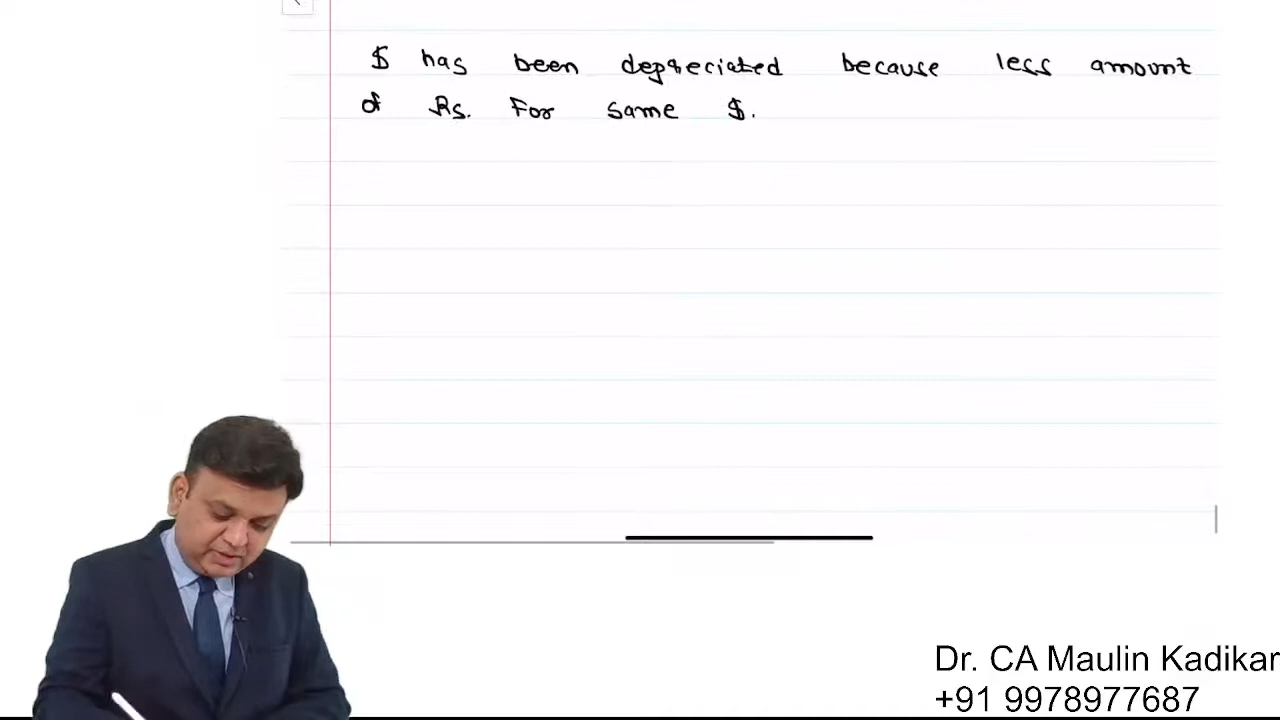 $ has been depreciated because less amount
of Rs. For same $.
Dr. CA Maulin Kadikar
+91 9978977687